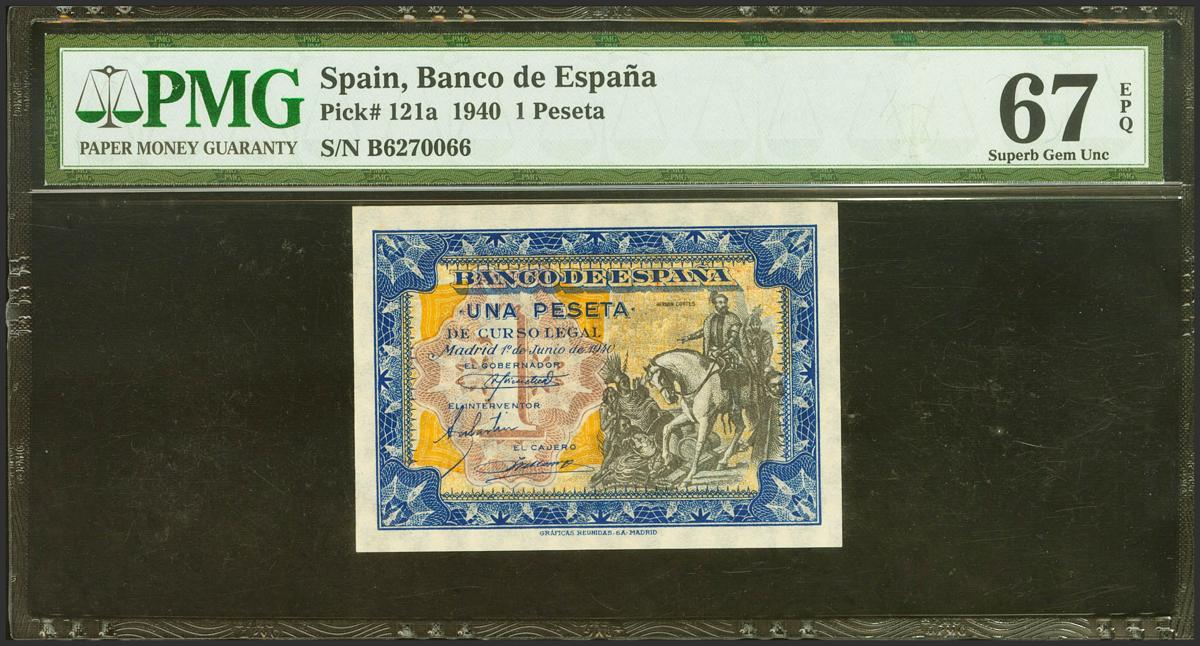 PMG
PAPER MONEY GUARANTY
Spain, Banco de España
Pick# 121a 1940 1 Peseta
S/N B6270066
67
EPQ
Superb Gem Unc
BANCO DE ESPAÑA
UNA PESETA
HERNAN CORTES
DE CURSO LEGAL
Madrid 1º de Junio de 1940
EL GOBERNADOR
EL INTERVENTOR
EL CAJERO
1
GRÁFICAS REUNIDAS, S.A.-MADRID